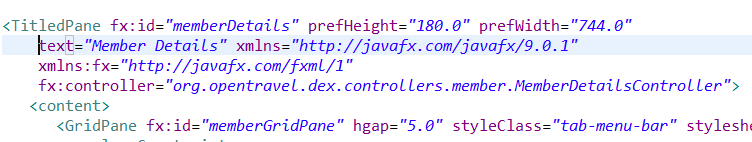 <TitledPane fx:id="memberDetails" prefHeight="180.0" prefWidth="744.0"
text="Member Details" xmlns="http://javafx.com/javafx/9.0.1"
xmlns:fx="http://javafx.com/fxml/1"
fx:controller="org.opentravel.dex.controllers.member.MemberDetailsController">
<content>
<GridPane fx:id="memberGridPane" hgap="5.0" styleClass="tab-menu-bar" styleshe